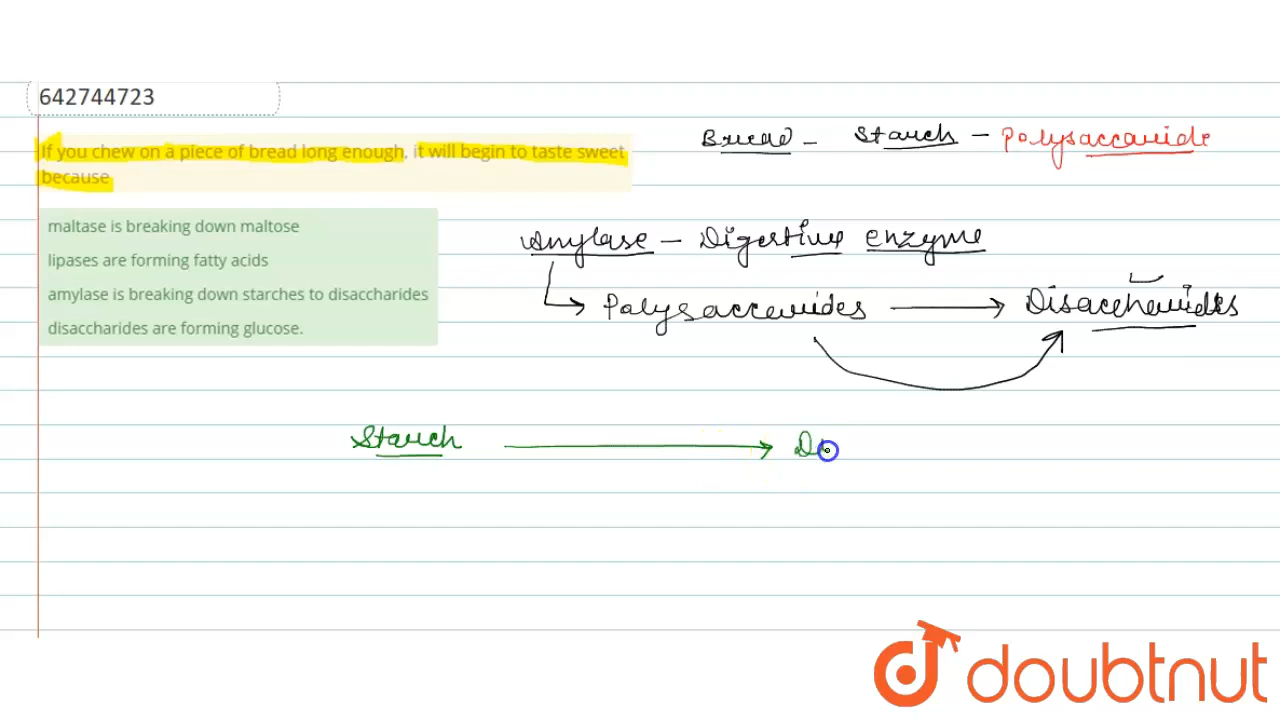 642744723
If you chew on a piece of bread long enough, it will begin to taste sweet
because
maltase is breaking down maltose
lipases are forming fatty acids
amylase is breaking down starches to disaccharides
disaccharides are forming glucose.
Bread - Starch - Polysaccaride
Amylase - Digestive enzyme
Polysaccarides Disaccharides
Starch Di
doubtnut